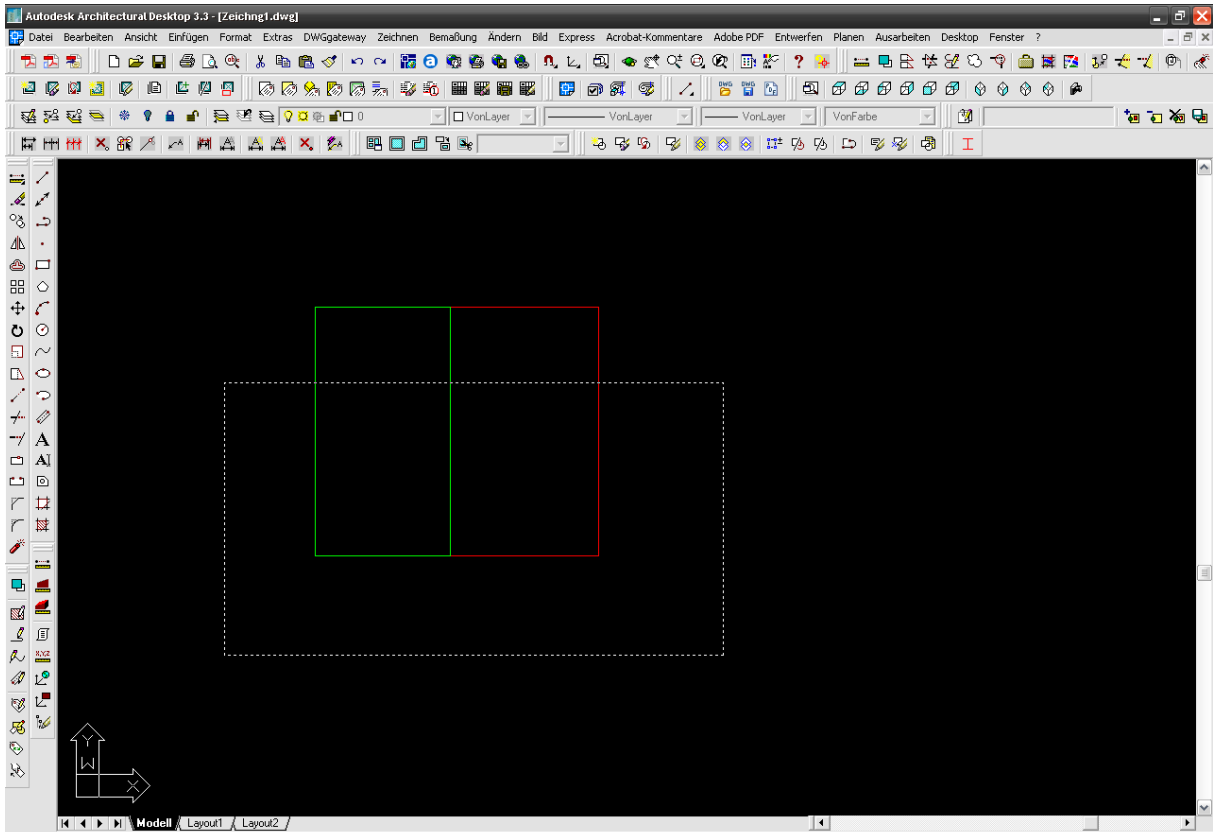 Autodesk Architectural Desktop 3.3 - [Zeichng1.dwg]
Datei Bearbeiten Ansicht Einfügen Format Extras DWGgateway Zeichnen Bemaßung Ändern Bild Express Acrobat-Kommentare Adobe PDF Entwerfen Planen Ausarbeiten Desktop Fenster ?
0 VonLayer VonLayer VonLayer VonFarbe
Y
W
X
Modell Layout1 Layout2